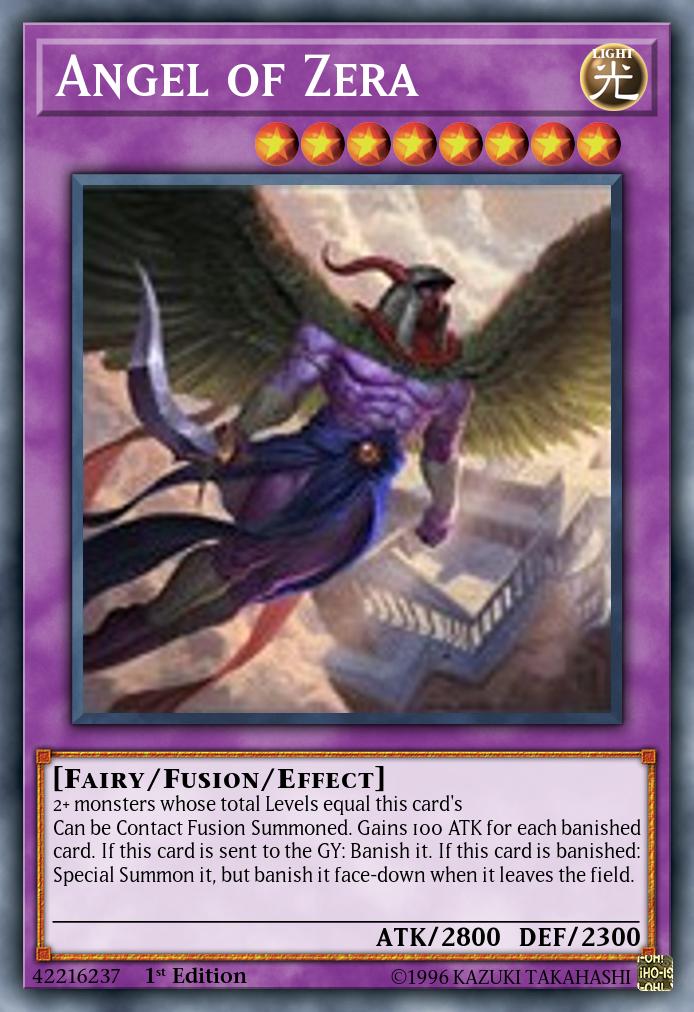 Angel of Zera
LIGHT
光
[Fairy/Fusion/Effect]
2+ monsters whose total Levels equal this card's
Can be Contact Fusion Summoned. Gains 100 ATK for each banished
card. If this card is sent to the GY: Banish it. If this card is banished:
Special Summon it, but banish it face-down when it leaves the field.
ATK/2800 DEF/2300
42216237 1st Edition ©1996 KAZUKI TAKAHASHI